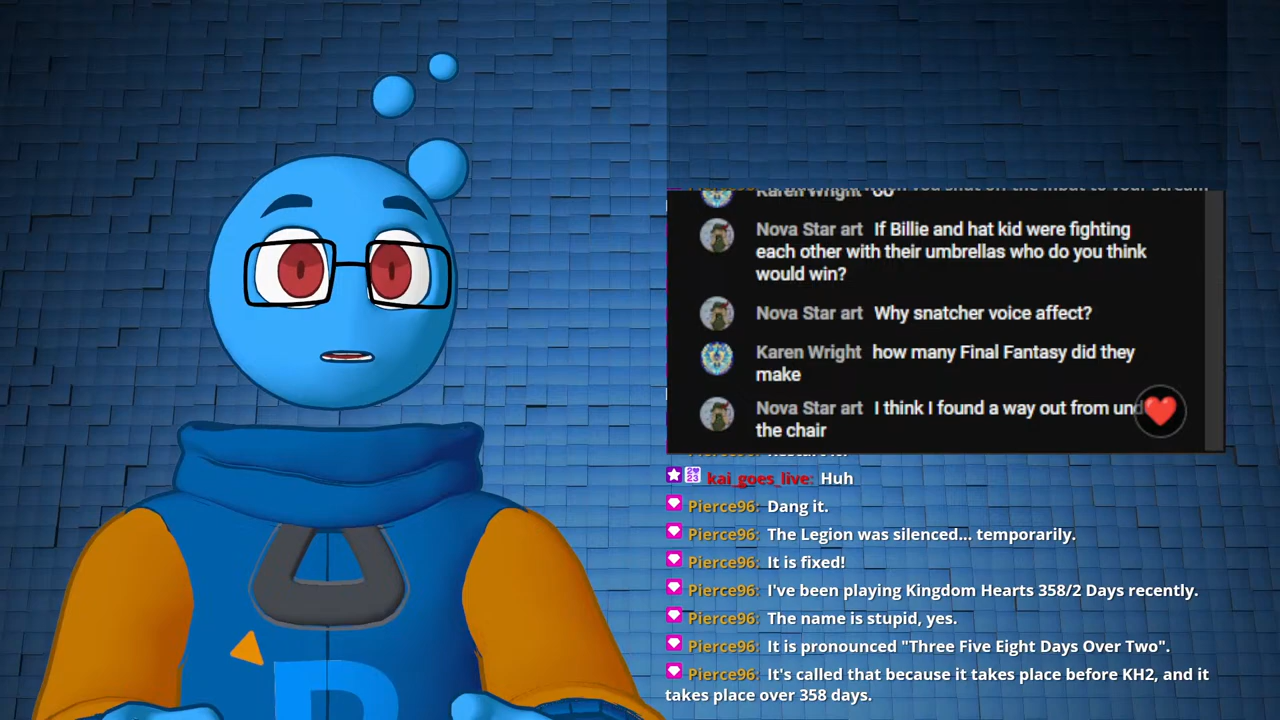 Karen Wright
Nova Star art If Billie and hat kid were fighting
each other with their umbrellas who do you think
would win?
Nova Star art Why snatcher voice affect?
Karen Wright how many Final Fantasy did they
make
Nova Star art I think I found a way out from und
the chair
kai_goes_live: Huh
Pierce96: Dang it.
Pierce96: The Legion was silenced... temporarily.
Pierce96: It is fixed!
Pierce96: I've been playing Kingdom Hearts 358/2 Days recently.
Pierce96: The name is stupid, yes.
Pierce96: It is pronounced "Three Five Eight Days Over Two".
Pierce96: It's called that because it takes place before KH2, and it
takes place over 358 days.